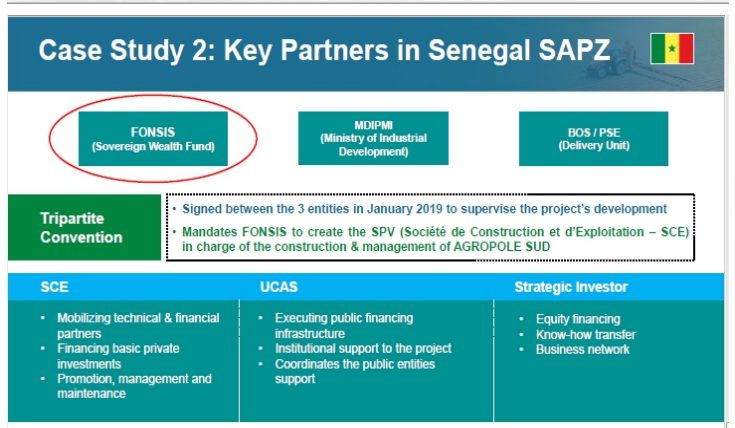 Case Study 2: Key Partners in Senegal SAPZ
FONSIS
(Sovereign Wealth Fund)
MDIPMI
(Ministry of Industrial
Development)
BOS / PSE
(Delivery Unit)
Tripartite
Convention
• Signed between the 3 entities in January 2019 to supervise the project's development
• Mandates FONSIS to create the SPV (Société de Construction et d'Exploitation – SCE)
in charge of the construction & management of AGROPOLE SUD
SCE
• Mobilizing technical & financial
partners
• Financing basic private
investments
• Promotion, management and
maintenance
UCAS
• Executing public financing
infrastructure
• Institutional support to the project
• Coordinates the public entities
support
Strategic Investor
• Equity financing
• Know-how transfer
• Business network